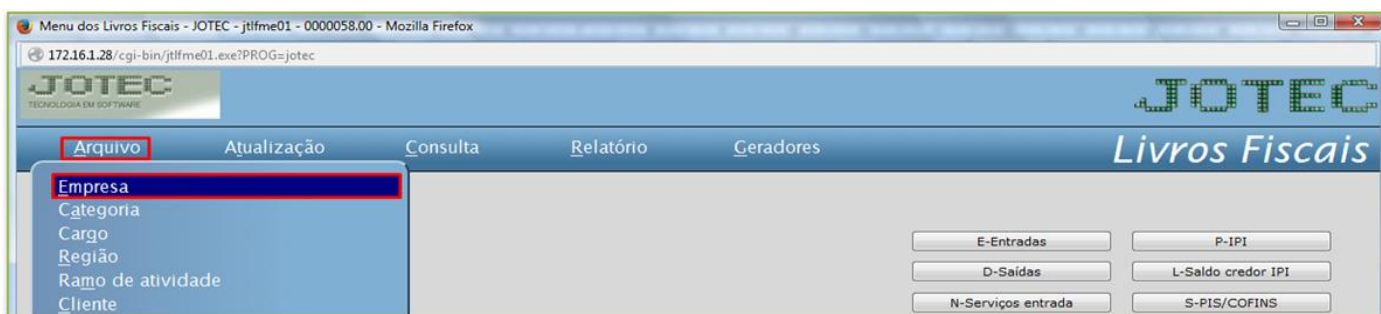 Menu dos Livros Fiscais - JOTEC - jtlfme01 - 0000058.00 - Mozilla Firefox
172.16.1.28/cgi-bin/jtlfme01.exe?PROG=jotec
JOTEC
TECNOLOGIA EM SOFTWARE
JOTEC
Arquivo Atualização Consulta Relatório Geradores Livros Fiscais
Empresa
Categoria
Cargo
Região
Ramo de atividade
Cliente
E-Entradas P-IPI
D-Saídas L-Saldo credor IPI
N-Serviços entrada S-PIS/COFINS